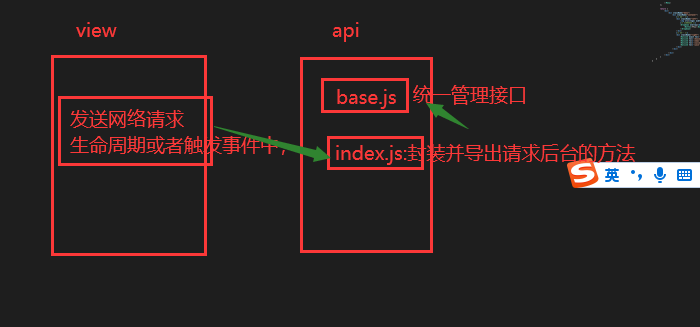 view
api
base.js
统一管理接口
发送网络请求
生命周期或者触发事件中,
index.js:封装并导出请求后台的方法
S
英